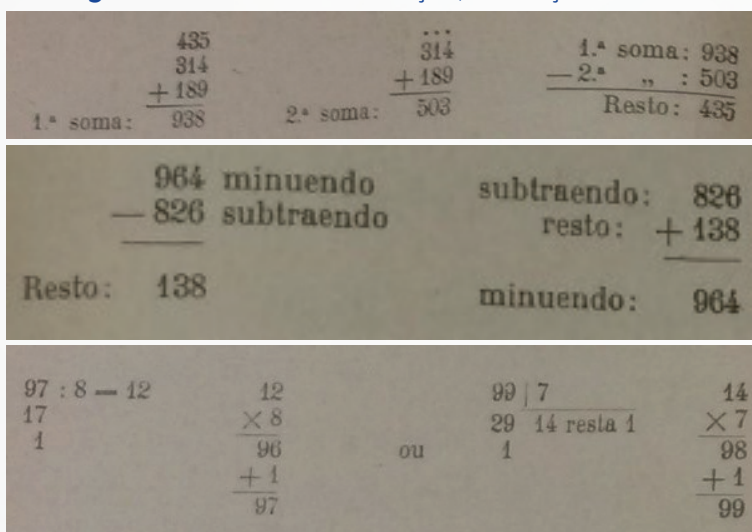 435
314
+ 189
1.ª soma: 938
...
314
+ 189
2.ª soma: 503
1.ª soma: 938
— 2.ª „ : 503
Resto: 435
964 minuendo
— 826 subtraendo
Resto: 138
subtraendo: 826
resto: + 138
minuendo: 964
97 : 8 — 12
17
1
12
× 8
96
+ 1
97
ou
99 | 7
29 14 resta 1
1
14
× 7
98
+ 1
99